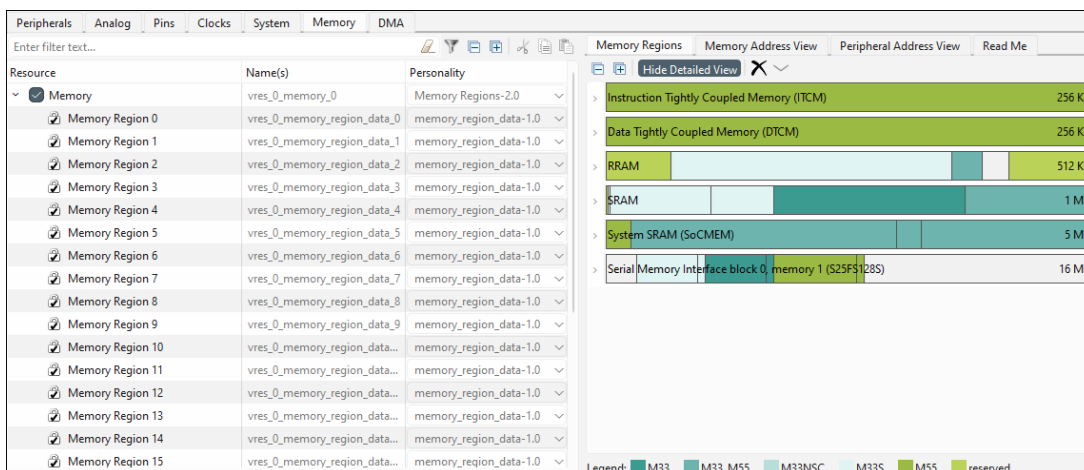 Peripherals Analog Pins Clocks System Memory DMA
Enter filter text...
Resource Name(s) Personality
Memory vres_0_memory_0 Memory Regions-2.0
Memory Region 0 vres_0_memory_region_data_0 memory_region_data-1.0
Memory Region 1 vres_0_memory_region_data_1 memory_region_data-1.0
Memory Region 2 vres_0_memory_region_data_2 memory_region_data-1.0
Memory Region 3 vres_0_memory_region_data_3 memory_region_data-1.0
Memory Region 4 vres_0_memory_region_data_4 memory_region_data-1.0
Memory Region 5 vres_0_memory_region_data_5 memory_region_data-1.0
Memory Region 6 vres_0_memory_region_data_6 memory_region_data-1.0
Memory Region 7 vres_0_memory_region_data_7 memory_region_data-1.0
Memory Region 8 vres_0_memory_region_data_8 memory_region_data-1.0
Memory Region 9 vres_0_memory_region_data_9 memory_region_data-1.0
Memory Region 10 vres_0_memory_region_data... memory_region_data-1.0
Memory Region 11 vres_0_memory_region_data... memory_region_data-1.0
Memory Region 12 vres_0_memory_region_data... memory_region_data-1.0
Memory Region 13 vres_0_memory_region_data... memory_region_data-1.0
Memory Region 14 vres_0_memory_region_data... memory_region_data-1.0
Memory Region 15 vres_0_memory_region_data... memory_region_data-1.0
Memory Regions Memory Address View Peripheral Address View Read Me
Hide Detailed View
Instruction Tightly Coupled Memory (ITCM) 256 K
Data Tightly Coupled Memory (DTCM) 256 K
RRAM 512 K
SRAM 1 M
System SRAM (SoCMEM) 5 M
Serial Memory Interface block 0, memory 1 (S25FS128S) 16 M
Legend: M33 M33, M55 M33NSC M33S M55 reserved